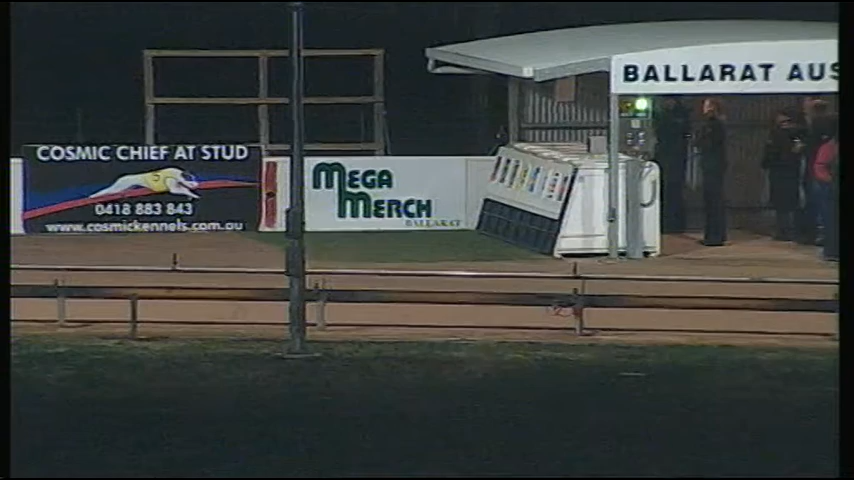 BALLARAT AUS
COSMIC CHIEF AT STUD
0418 883 843
www.cosmickennels.com.au
MEGA
MERCH
BALLARAT